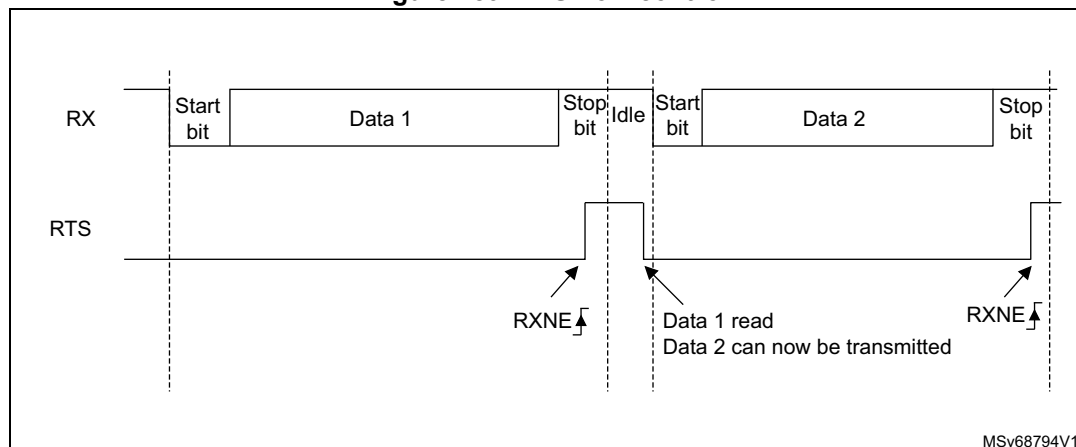 RX
Start bit
Data 1
Stop bit
Idle
Start bit
Data 2
Stop bit
RTS
RXNE
Data 1 read
Data 2 can now be transmitted
RXNE
MSv68794V1